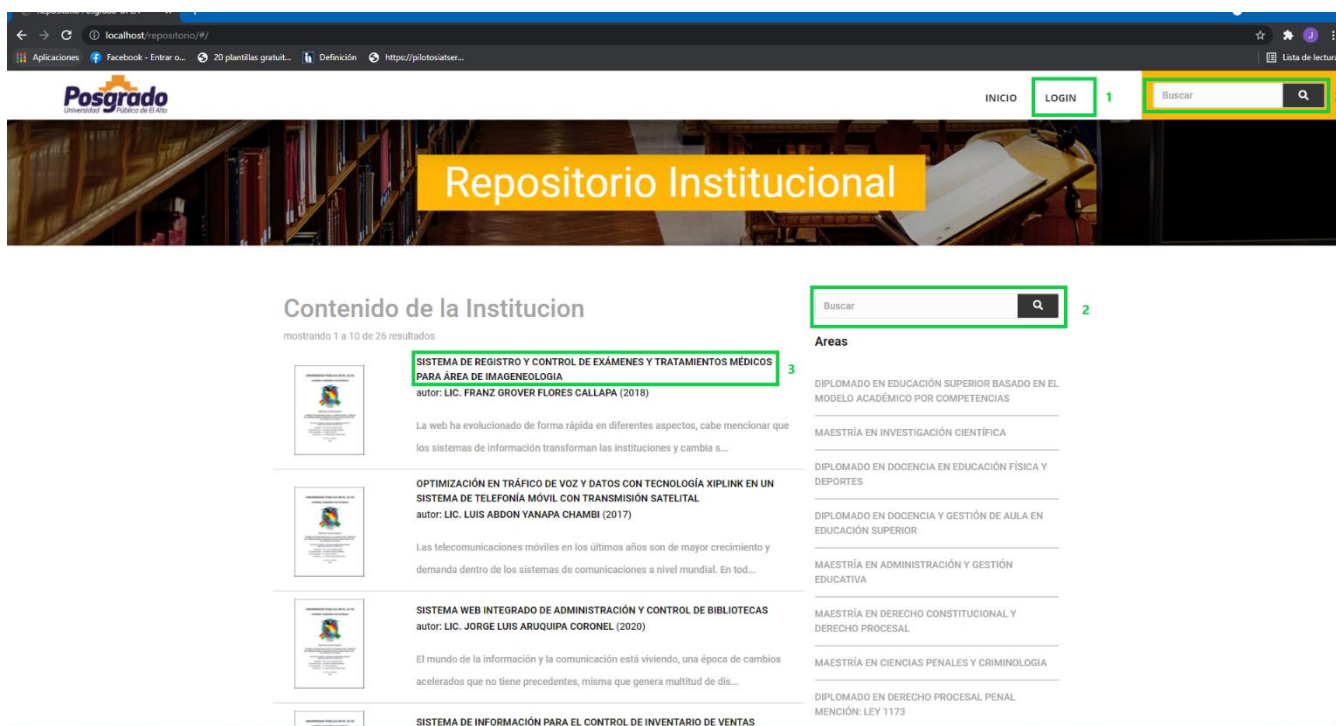 localhost/repositorio/#/
Aplicaciones
Facebook - Entrar o...
20 plantillas gratuit...
Definición
https://pilotosiatser...
Lista de lectura
Posgrado
Universidad Pública de El Alto
INICIO
LOGIN
1
Buscar
Repositorio Institucional
Contenido de la Institucion
mostrando 1 a 10 de 26 resultados
SISTEMA DE REGISTRO Y CONTROL DE EXÁMENES Y TRATAMIENTOS MÉDICOS
PARA ÁREA DE IMAGENEOLOGIA
3
autor: LIC. FRANZ GROVER FLORES CALLAPA (2018)
La web ha evolucionado de forma rápida en diferentes aspectos, cabe mencionar que
los sistemas de información transforman las instituciones y cambia s...
OPTIMIZACIÓN EN TRÁFICO DE VOZ Y DATOS CON TECNOLOGÍA XIPLINK EN UN
SISTEMA DE TELEFONÍA MÓVIL CON TRANSMISIÓN SATELITAL
autor: LIC. LUIS ABDON YANAPA CHAMBI (2017)
Las telecomunicaciones móviles en los últimos años son de mayor crecimiento y
demanda dentro de los sistemas de comunicaciones a nivel mundial. En tod...
SISTEMA WEB INTEGRADO DE ADMINISTRACIÓN Y CONTROL DE BIBLIOTECAS
autor: LIC. JORGE LUIS ARUQUIPA CORONEL (2020)
El mundo de la información y la comunicación está viviendo, una época de cambios
acelerados que no tiene precedentes, misma que genera multitud de dis...
SISTEMA DE INFORMACIÓN PARA EL CONTROL DE INVENTARIO DE VENTAS
Buscar
2
Areas
DIPLOMADO EN EDUCACIÓN SUPERIOR BASADO EN EL
MODELO ACADÉMICO POR COMPETENCIAS
MAESTRÍA EN INVESTIGACIÓN CIENTÍFICA
DIPLOMADO EN DOCENCIA EN EDUCACIÓN FÍSICA Y
DEPORTES
DIPLOMADO EN DOCENCIA Y GESTIÓN DE AULA EN
EDUCACIÓN SUPERIOR
MAESTRÍA EN ADMINISTRACIÓN Y GESTIÓN
EDUCATIVA
MAESTRÍA EN DERECHO CONSTITUCIONAL Y
DERECHO PROCESAL
MAESTRÍA EN CIENCIAS PENALES Y CRIMINOLOGIA
DIPLOMADO EN DERECHO PROCESAL PENAL
MENCIÓN: LEY 1173